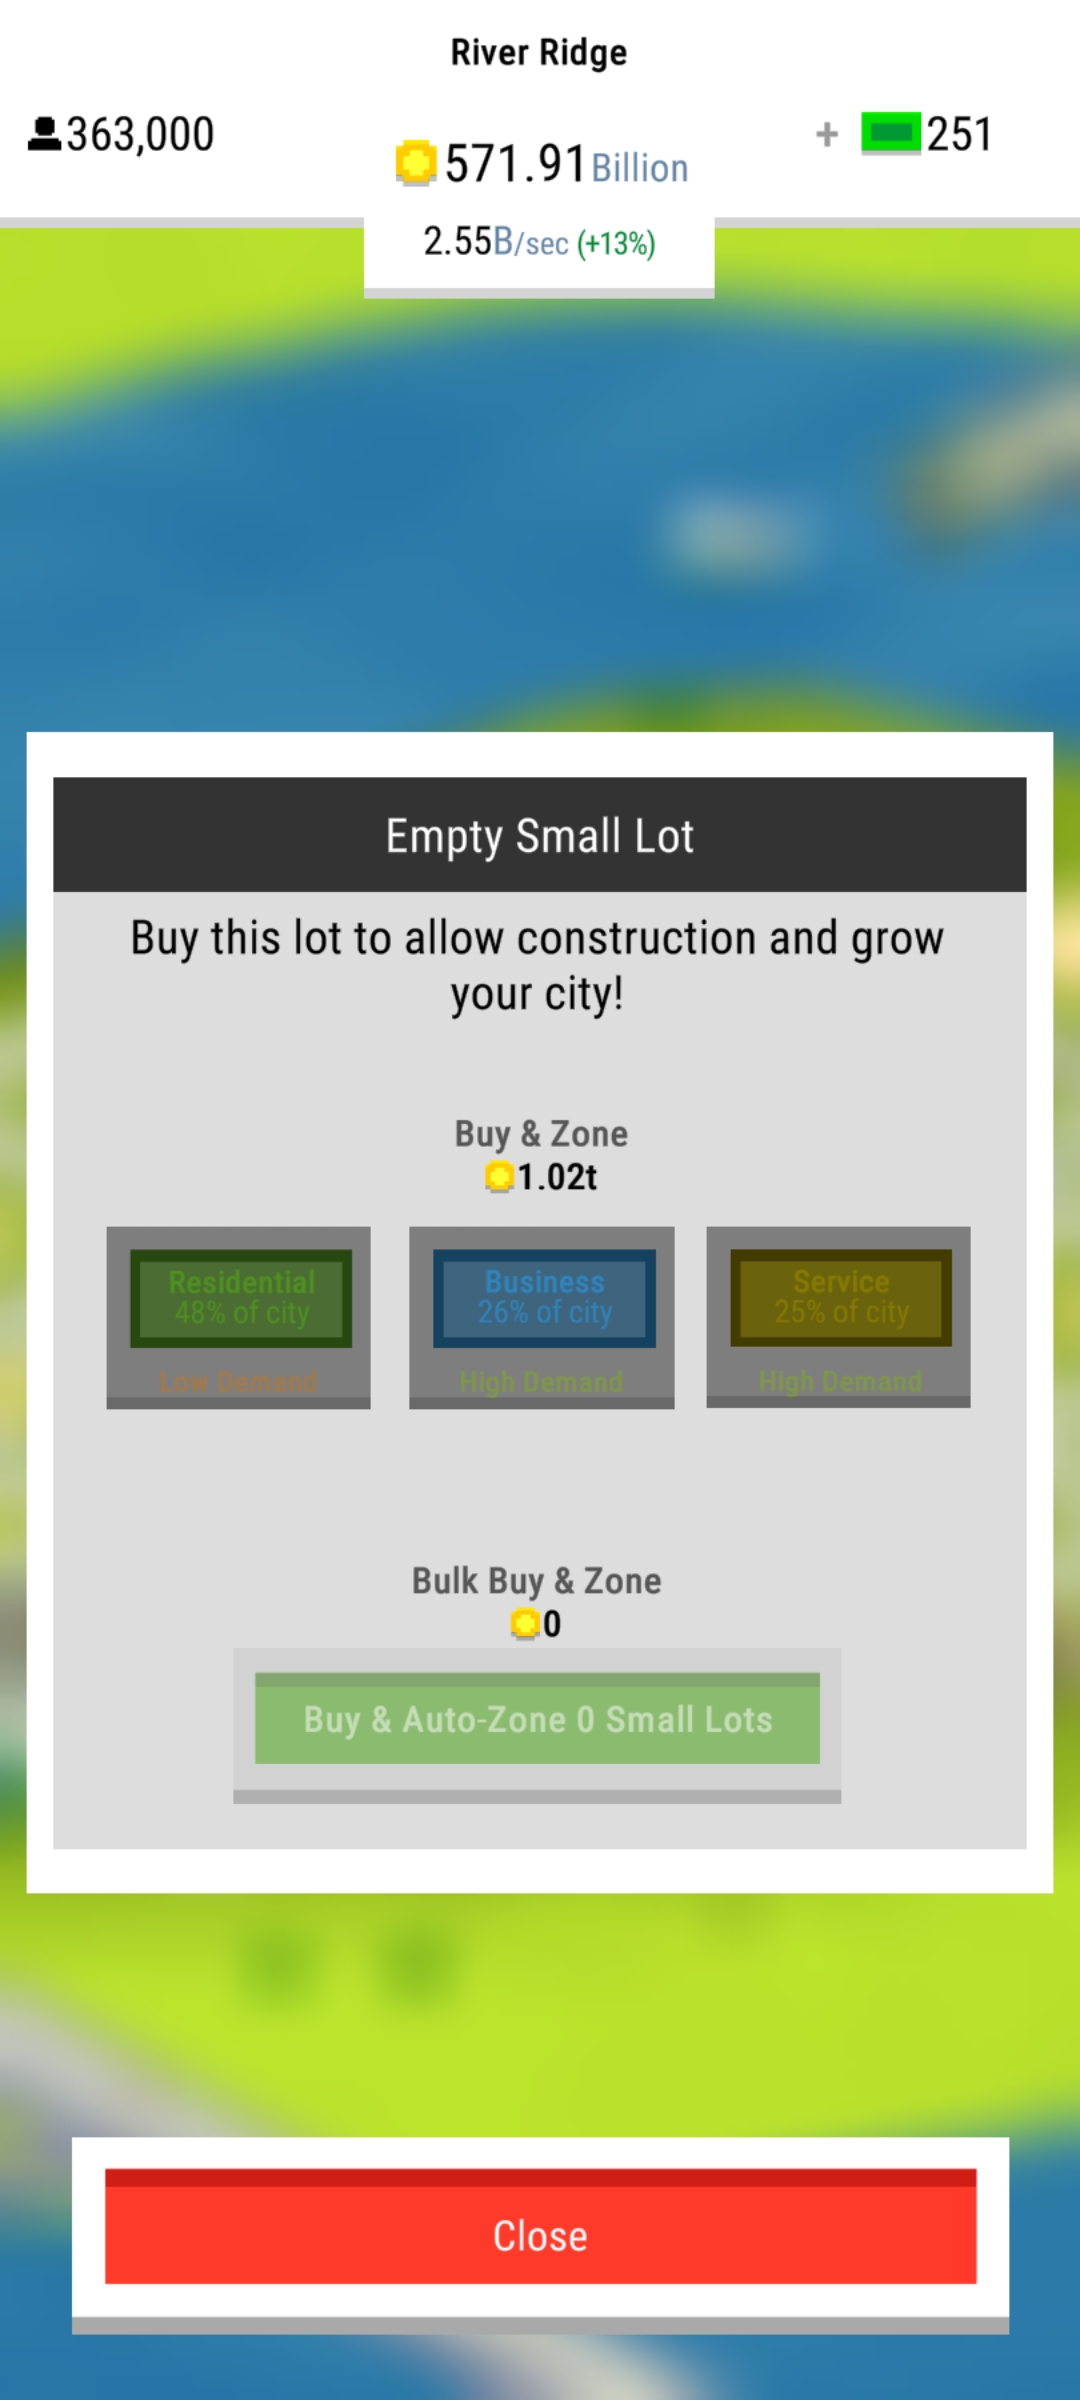 River Ridge
363,000
+ 251
571.91Billion
2.55B/sec (+13%)
Empty Small Lot
Buy this lot to allow construction and grow
your city!
Buy & Zone
1.02t
Residential
48% of city
Low Demand
Business
26% of city
High Demand
Service
25% of city
High Demand
Bulk Buy & Zone
0
Buy & Auto-Zone 0 Small Lots
Close